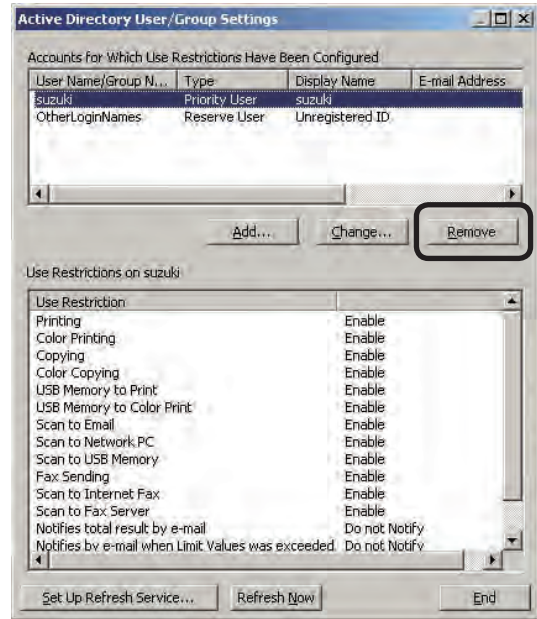 Active Directory User/Group Settings
Accounts for Which Use Restrictions Have Been Configured
User Name/Group N... Type Display Name E-mail Address
suzuki Priority User suzuki
OtherLoginNames Reserve User Unregistered ID
Add... Change... Remove
Use Restrictions on suzuki
Use Restriction
Printing Enable
Color Printing Enable
Copying Enable
Color Copying Enable
USB Memory to Print Enable
USB Memory to Color Print Enable
Scan to Email Enable
Scan to Network PC Enable
Scan to USB Memory Enable
Fax Sending Enable
Scan to Internet Fax Enable
Scan to Fax Server Enable
Notifies total result by e-mail Do not Notify
Notifies by e-mail when Limit Values was exceeded Do not Notify
Set Up Refresh Service... Refresh Now End